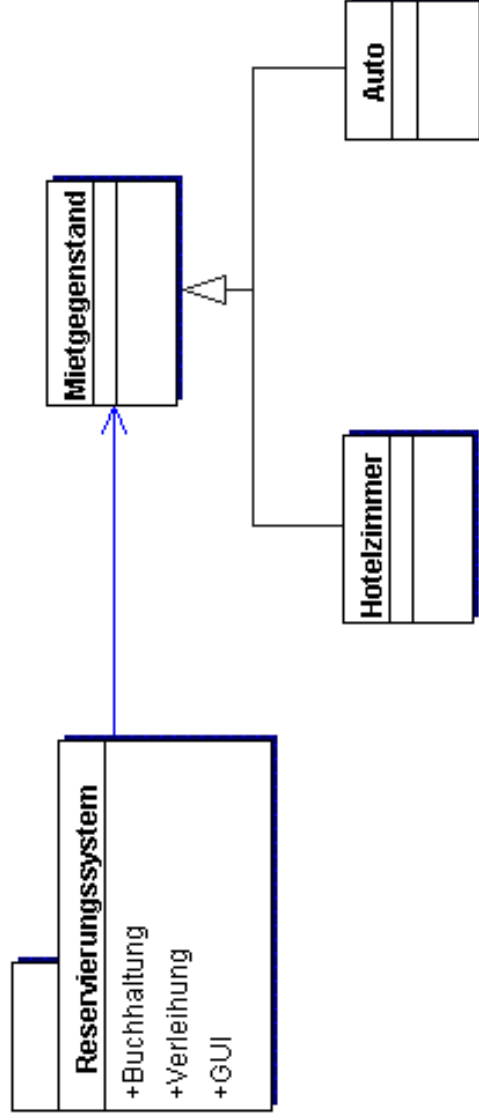 Reservierungssystem
+Buchhaltung
+Verleihung
+GUI
Mietgegenstand
Hotelzimmer
Auto